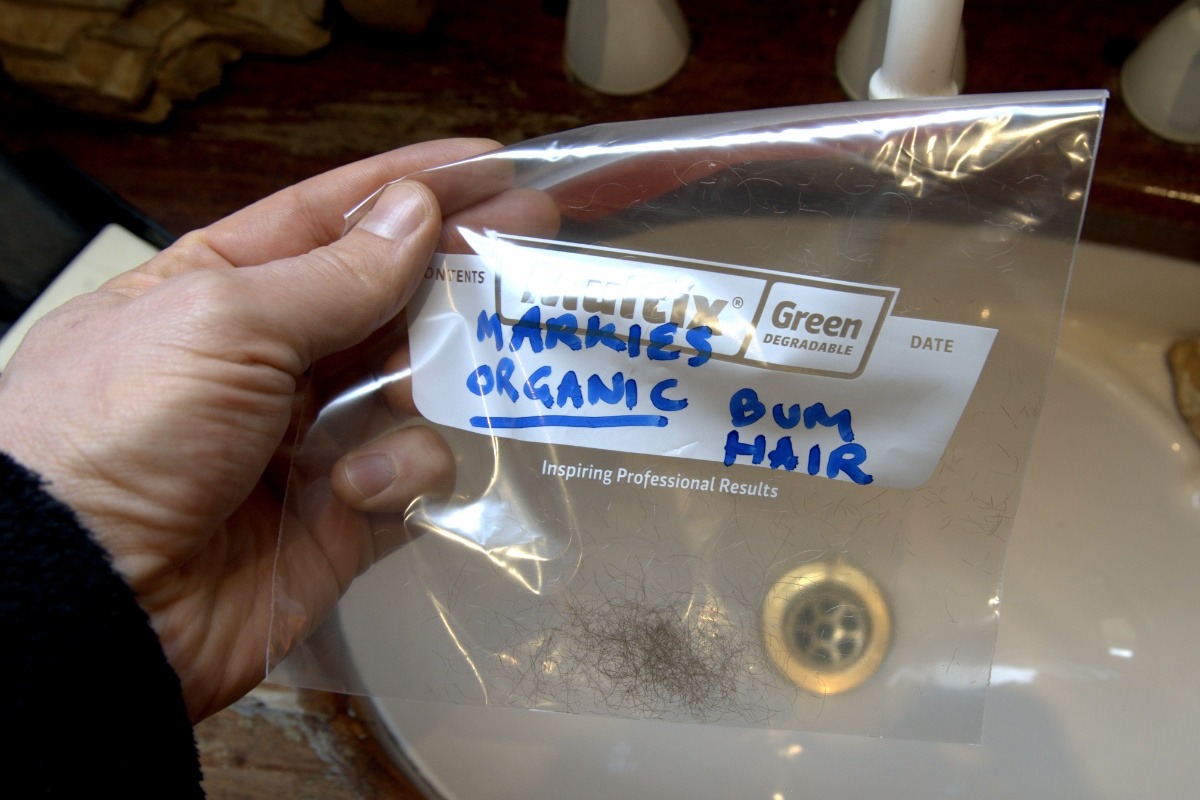 CONTENTS
Multix®
Green
DEGRADABLE
DATE
MARKIES
ORGANIC BUM
HAIR
Inspiring Professional Results